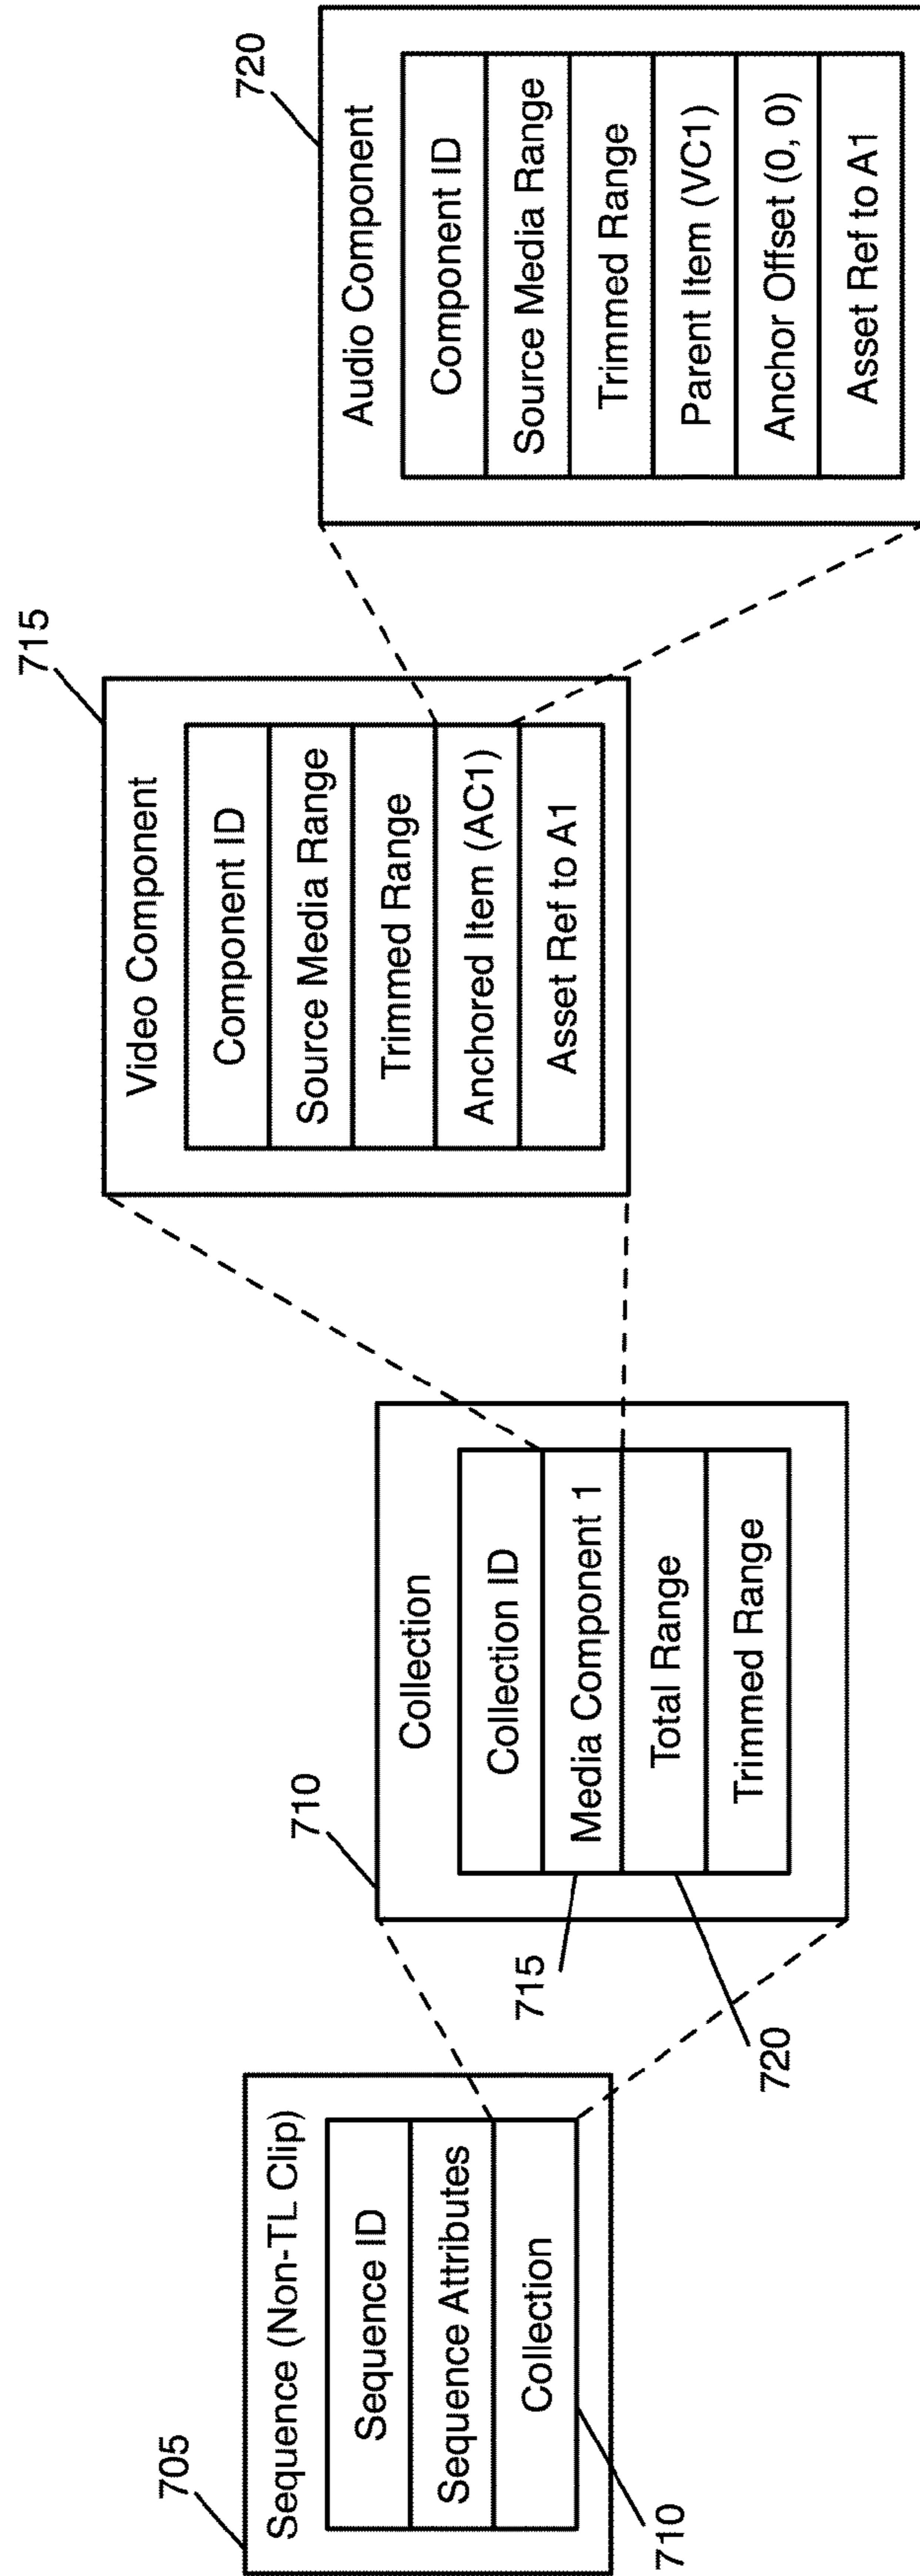 705
Sequence (Non-TL Clip)
Sequence ID
Sequence Attributes
Collection
710
710
Collection
Collection ID
Media Component 1
Total Range
Trimmed Range
715
720
715
Video Component
Component ID
Source Media Range
Trimmed Range
Anchored Item (AC1)
Asset Ref to A1
720
Audio Component
Component ID
Source Media Range
Trimmed Range
Parent Item (VC1)
Anchor Offset (0, 0)
Asset Ref to A1